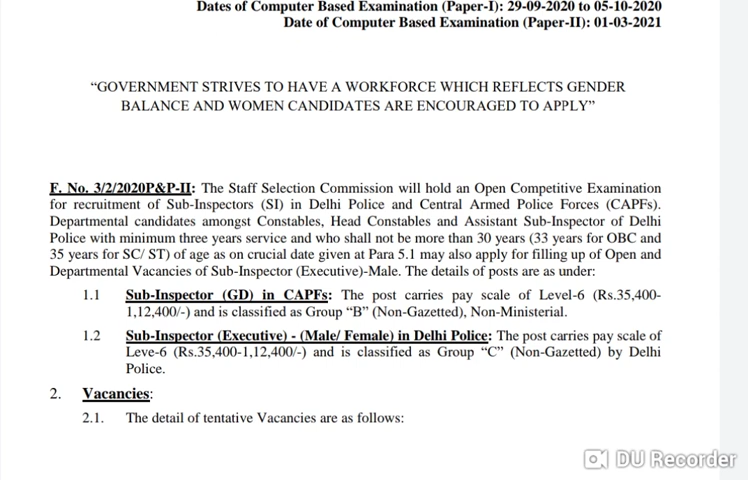 Dates of Computer Based Examination (Paper-I): 29-09-2020 to 05-10-2020
Date of Computer Based Examination (Paper-II): 01-03-2021
“GOVERNMENT STRIVES TO HAVE A WORKFORCE WHICH REFLECTS GENDER
BALANCE AND WOMEN CANDIDATES ARE ENCOURAGED TO APPLY”
F. No. 3/2/2020P&P-II: The Staff Selection Commission will hold an Open Competitive Examination
for recruitment of Sub-Inspectors (SI) in Delhi Police and Central Armed Police Forces (CAPFs).
Departmental candidates amongst Constables, Head Constables and Assistant Sub-Inspector of Delhi
Police with minimum three years service and who shall not be more than 30 years (33 years for OBC and
35 years for SC/ ST) of age as on crucial date given at Para 5.1 may also apply for filling up of Open and
Departmental Vacancies of Sub-Inspector (Executive)-Male. The details of posts are as under:
1.1 Sub-Inspector (GD) in CAPFs: The post carries pay scale of Level-6 (Rs.35,400-
1,12,400/-) and is classified as Group “B” (Non-Gazetted), Non-Ministerial.
1.2 Sub-Inspector (Executive) - (Male/ Female) in Delhi Police: The post carries pay scale of
Leve-6 (Rs.35,400-1,12,400/-) and is classified as Group “C” (Non-Gazetted) by Delhi
Police.
2. Vacancies:
2.1. The detail of tentative Vacancies are as follows:
DU Recorder